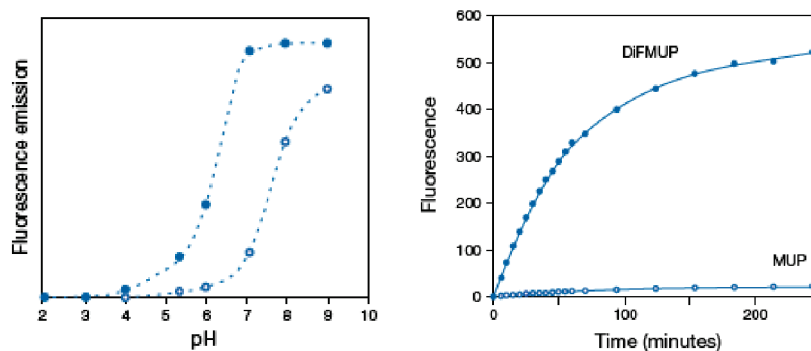 Fluorescence emission
2 3 4 5 6 7 8 9 10
pH
600
500
400
300
200
100
0
Fluorescence
DiFMUP
MUP
0 100 200
Time (minutes)